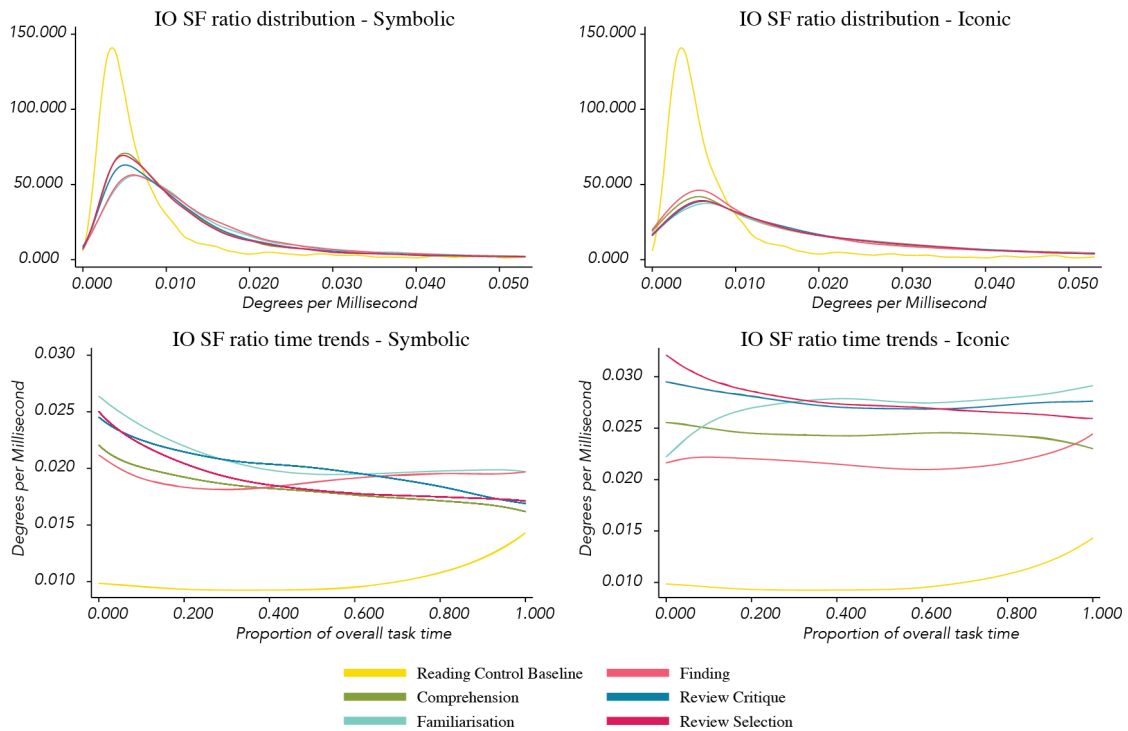 IO SF ratio distribution - Symbolic
150.000
100.000
50.000
0.000
0.000 0.010 0.020 0.030 0.040 0.050
Degrees per Millisecond
IO SF ratio distribution - Iconic
150.000
100.000
50.000
0.000
0.000 0.010 0.020 0.030 0.040 0.050
Degrees per Millisecond
IO SF ratio time trends - Symbolic
Degrees per Millisecond
0.030
0.025
0.020
0.015
0.010
0.000 0.200 0.400 0.600 0.800 1.000
Proportion of overall task time
IO SF ratio time trends - Iconic
Degrees per Millisecond
0.030
0.025
0.020
0.015
0.010
0.000 0.200 0.400 0.600 0.800 1.000
Proportion of overall task time
Reading Control Baseline
Comprehension
Familiarisation
Finding
Review Critique
Review Selection